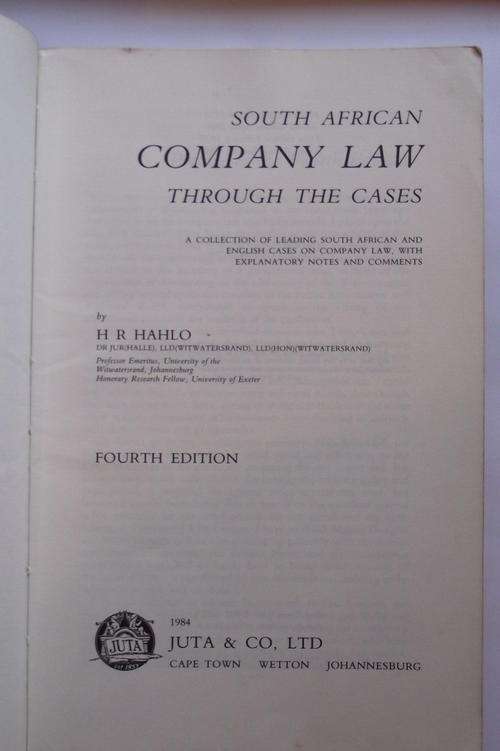 SOUTH AFRICAN
COMPANY LAW
THROUGH THE CASES
A COLLECTION OF LEADING SOUTH AFRICAN AND
ENGLISH CASES ON COMPANY LAW, WITH
EXPLANATORY NOTES AND COMMENTS
by
H R HAHLO
DR JUR(HALLE), LLD(WITWATERSRAND), LLD(HON)(WITWATERSRAND)
Professor Emeritus, University of the
Witwatersrand, Johannesburg
Honorary Research Fellow, University of Exeter
FOURTH EDITION
JUTA
1984
JUTA & CO, LTD
CAPE TOWN WETTON JOHANNESBURG